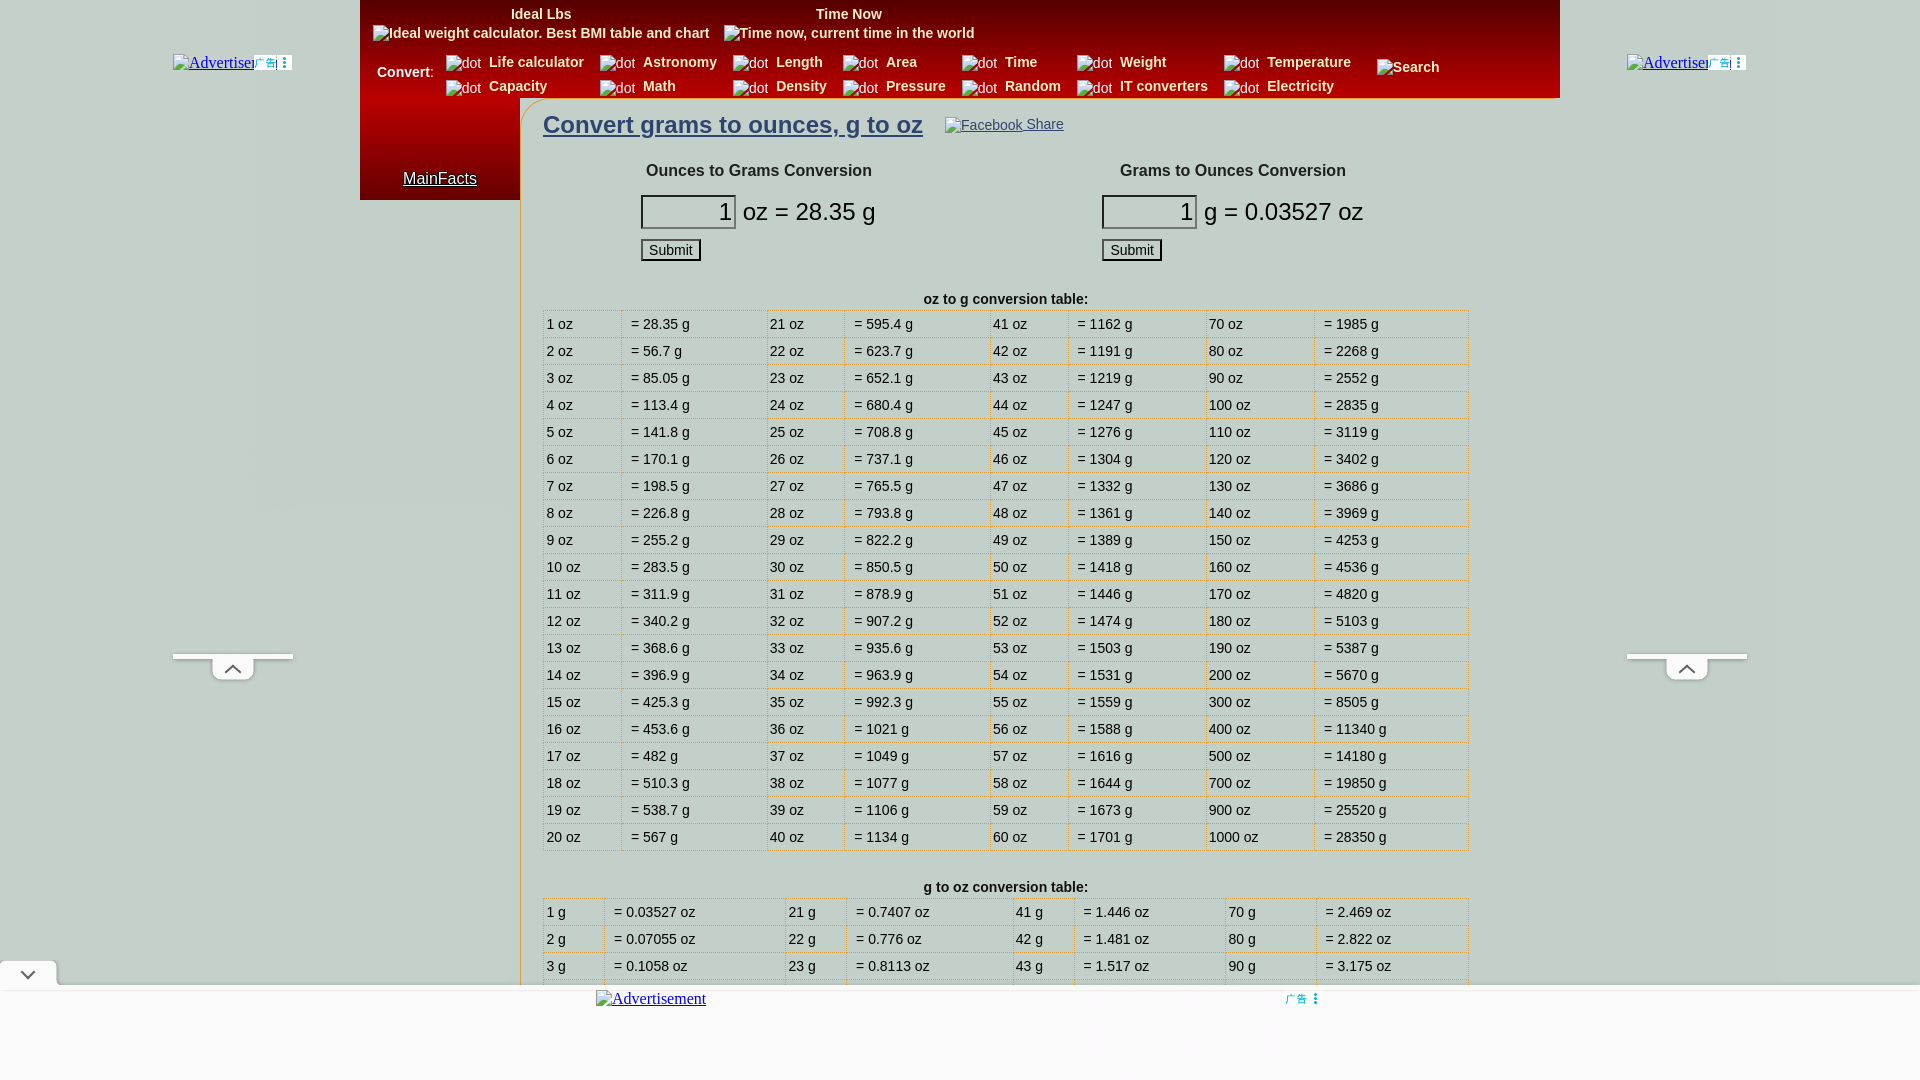 Ideal Lbs Time Now
Ideal weight calculator. Best BMI table and chart Time now, current time in the world
Advertisement 广告 Advertisement 广告
Convert: dot Life calculator dot Astronomy dot Length dot Area dot Time dot Weight dot Temperature Search
dot Capacity dot Math dot Density dot Pressure dot Random dot IT converters dot Electricity
Convert grams to ounces, g to oz Facebook Share
MainFacts
Ounces to Grams Conversion Grams to Ounces Conversion
1 oz = 28.35 g 1 g = 0.03527 oz
Submit Submit
oz to g conversion table:
1 oz = 28.35 g 21 oz = 595.4 g 41 oz = 1162 g 70 oz = 1985 g
2 oz = 56.7 g 22 oz = 623.7 g 42 oz = 1191 g 80 oz = 2268 g
3 oz = 85.05 g 23 oz = 652.1 g 43 oz = 1219 g 90 oz = 2552 g
4 oz = 113.4 g 24 oz = 680.4 g 44 oz = 1247 g 100 oz = 2835 g
5 oz = 141.8 g 25 oz = 708.8 g 45 oz = 1276 g 110 oz = 3119 g
6 oz = 170.1 g 26 oz = 737.1 g 46 oz = 1304 g 120 oz = 3402 g
7 oz = 198.5 g 27 oz = 765.5 g 47 oz = 1332 g 130 oz = 3686 g
8 oz = 226.8 g 28 oz = 793.8 g 48 oz = 1361 g 140 oz = 3969 g
9 oz = 255.2 g 29 oz = 822.2 g 49 oz = 1389 g 150 oz = 4253 g
10 oz = 283.5 g 30 oz = 850.5 g 50 oz = 1418 g 160 oz = 4536 g
11 oz = 311.9 g 31 oz = 878.9 g 51 oz = 1446 g 170 oz = 4820 g
12 oz = 340.2 g 32 oz = 907.2 g 52 oz = 1474 g 180 oz = 5103 g
13 oz = 368.6 g 33 oz = 935.6 g 53 oz = 1503 g 190 oz = 5387 g
14 oz = 396.9 g 34 oz = 963.9 g 54 oz = 1531 g 200 oz = 5670 g
15 oz = 425.3 g 35 oz = 992.3 g 55 oz = 1559 g 300 oz = 8505 g
16 oz = 453.6 g 36 oz = 1021 g 56 oz = 1588 g 400 oz = 11340 g
17 oz = 482 g 37 oz = 1049 g 57 oz = 1616 g 500 oz = 14180 g
18 oz = 510.3 g 38 oz = 1077 g 58 oz = 1644 g 700 oz = 19850 g
19 oz = 538.7 g 39 oz = 1106 g 59 oz = 1673 g 900 oz = 25520 g
20 oz = 567 g 40 oz = 1134 g 60 oz = 1701 g 1000 oz = 28350 g
g to oz conversion table:
1 g = 0.03527 oz 21 g = 0.7407 oz 41 g = 1.446 oz 70 g = 2.469 oz
2 g = 0.07055 oz 22 g = 0.776 oz 42 g = 1.481 oz 80 g = 2.822 oz
3 g = 0.1058 oz 23 g = 0.8113 oz 43 g = 1.517 oz 90 g = 3.175 oz
Advertisement 广告